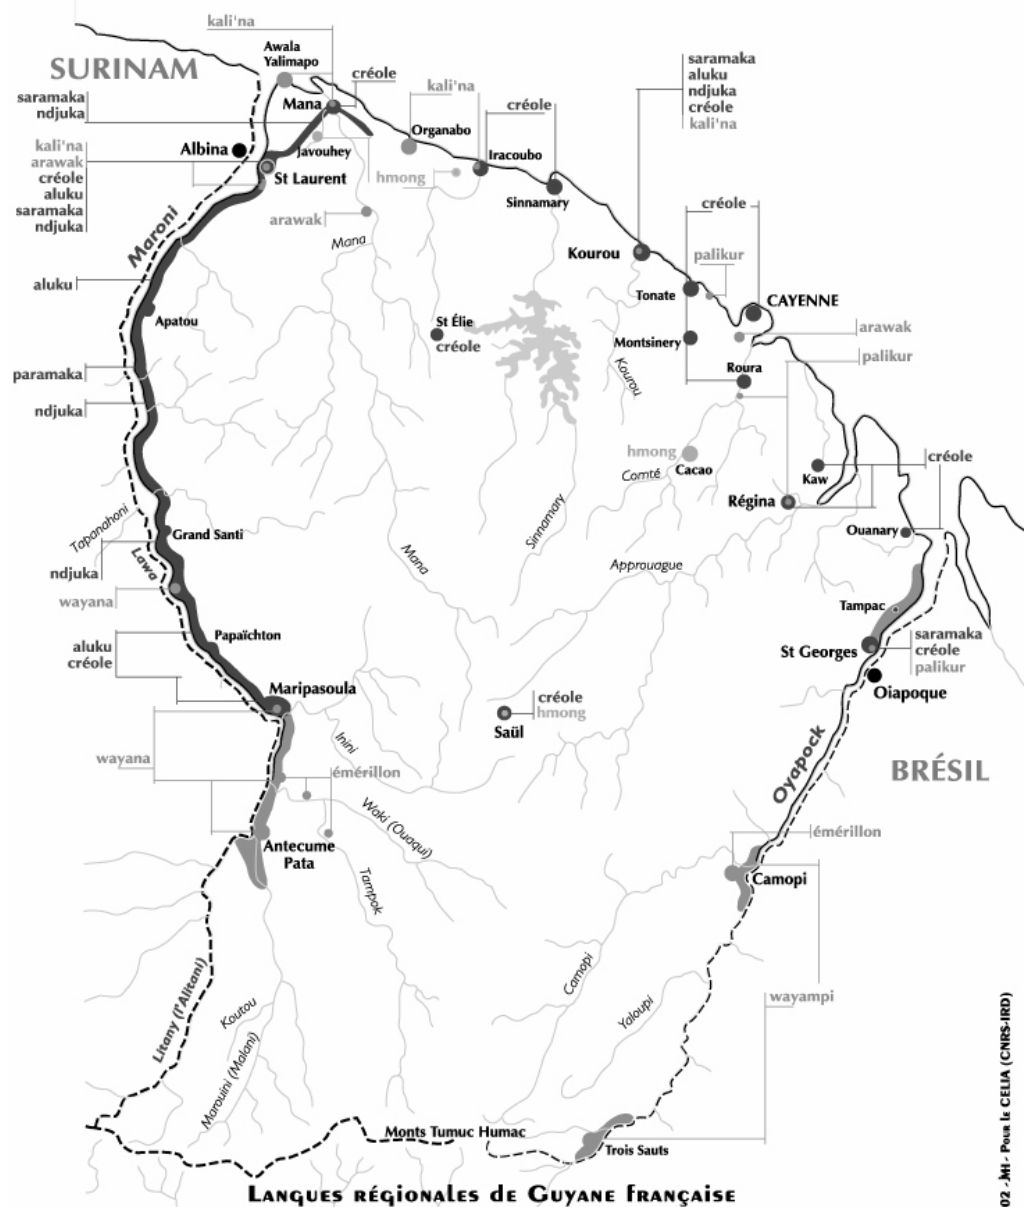 kali'na
Awala
Yalimapo
SURINAM
créole
saramaka
ndjuka
Mana
kali'na
créole
saramaka
aluku
ndjuka
créole
kali'na
Organabo
Albina
Javouhey
Iracoubo
kali'na
arawak
créole
aluku
saramaka
ndjuka
St Laurent
hmong
Sinnamary
arawak
Mana
Maroni
créole
Kourou
palikur
aluku
Tonate
CAYENNE
Apatou
St Élie
créole
Montsinery
arawak
palikur
paramaka
Kourou
Roura
ndjuka
hmong
Cacao
Comté
créole
Kaw
Régina
Tapanahoni
Grand Santi
Sinnamary
Ouanary
Lawa
Mana
Approuague
ndjuka
wayana
Tampac
Papaïchton
aluku
créole
St Georges
saramaka
créole
palikur
Maripasoula
Oiapoque
créole
hmong
Saül
Inini
wayana
émérillon
Oyapock
BRÉSIL
Waki (Ouaqui)
émérillon
Antecume
Pata
Tampok
Camopi
Litany (l'Alitani)
Camopi
wayampi
Koutou
Yaloupi
Marouini (Malani)
Monts Tumuc Humac
Trois Sauts
Langues régionales de Guyane française
02 - JMH - Pour le CELIA (CNRS-IRD)